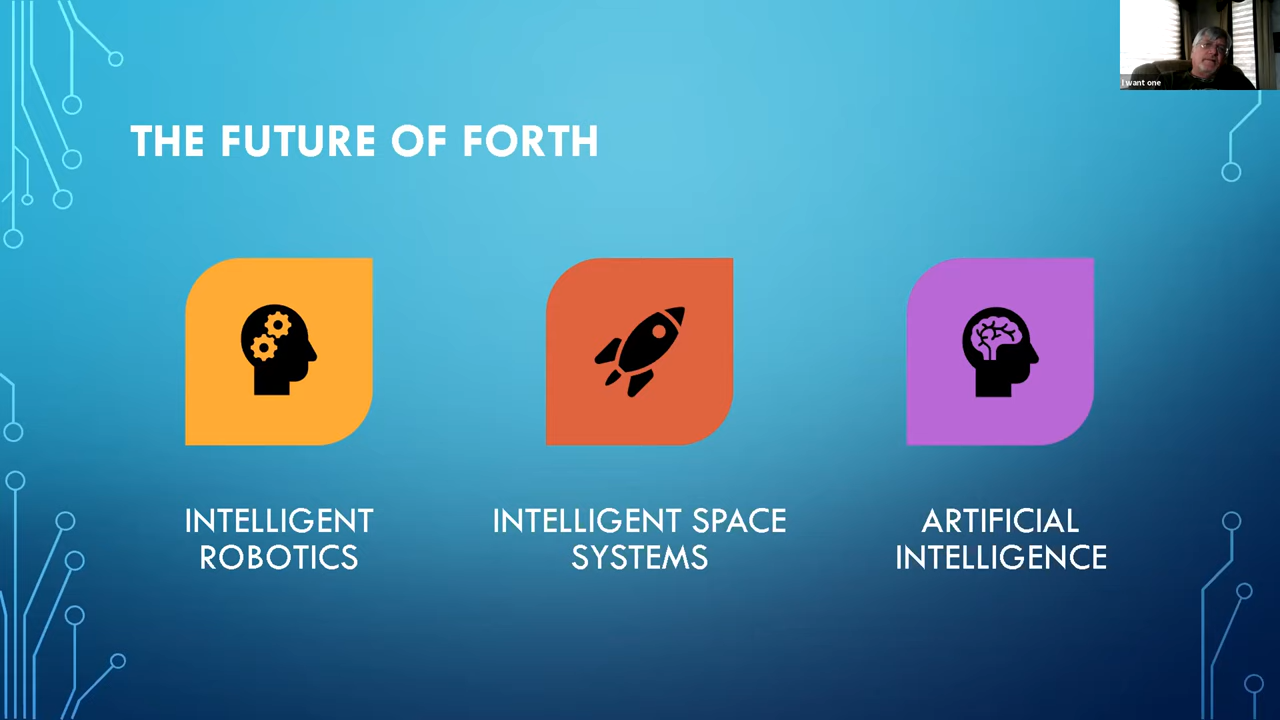 I want one
THE FUTURE OF FORTH
INTELLIGENT
ROBOTICS
INTELLIGENT SPACE
SYSTEMS
ARTIFICIAL
INTELLIGENCE